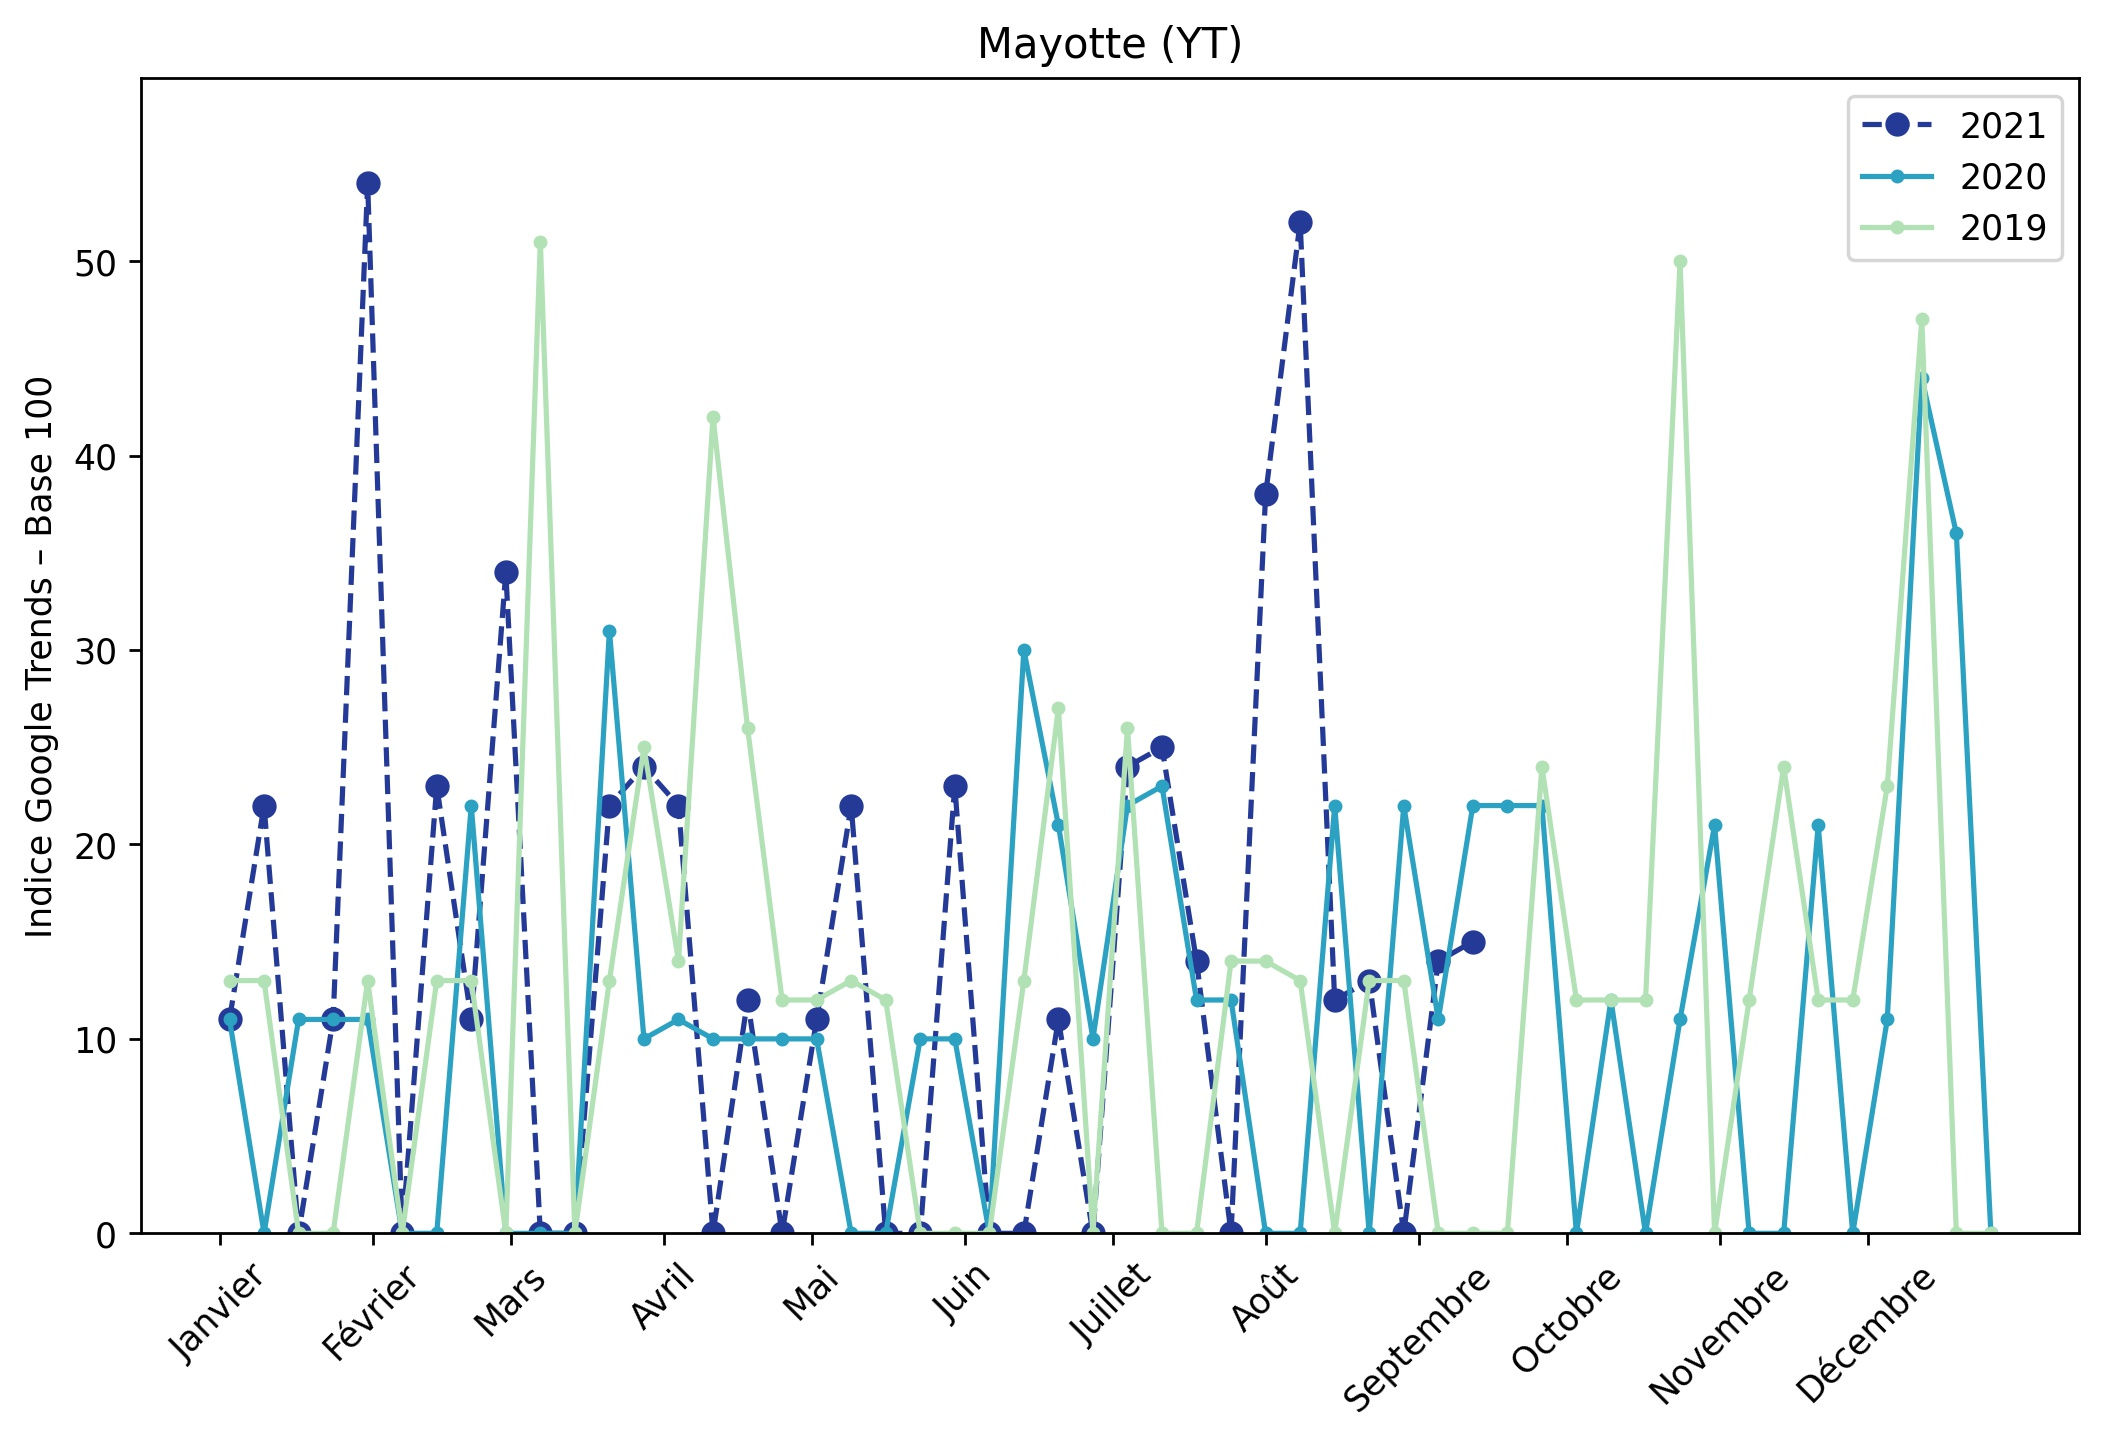 Mayotte (YT)
2021
2020
2019
Indice Google Trends – Base 100
50
40
30
20
10
0
Janvier
Février
Mars
Avril
Mai
Juin
Juillet
Août
Septembre
Octobre
Novembre
Décembre